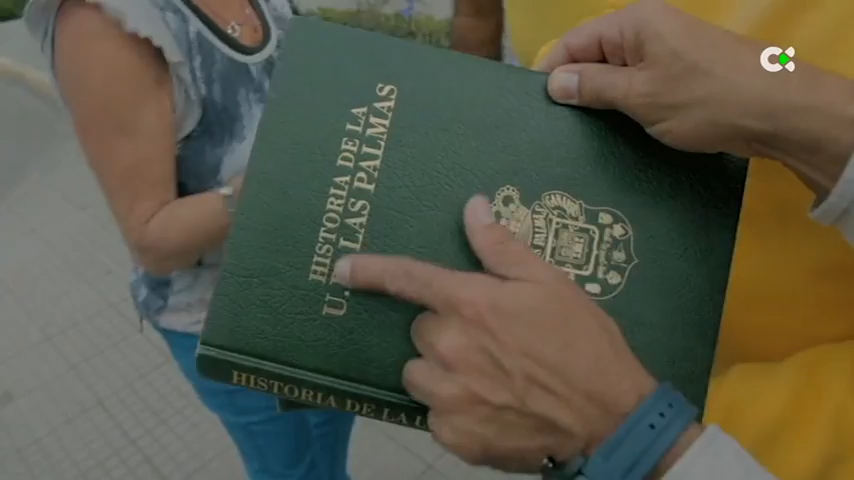 HISTORIA DE LA
U. D. LAS PALMAS
HISTORIA DE LA U